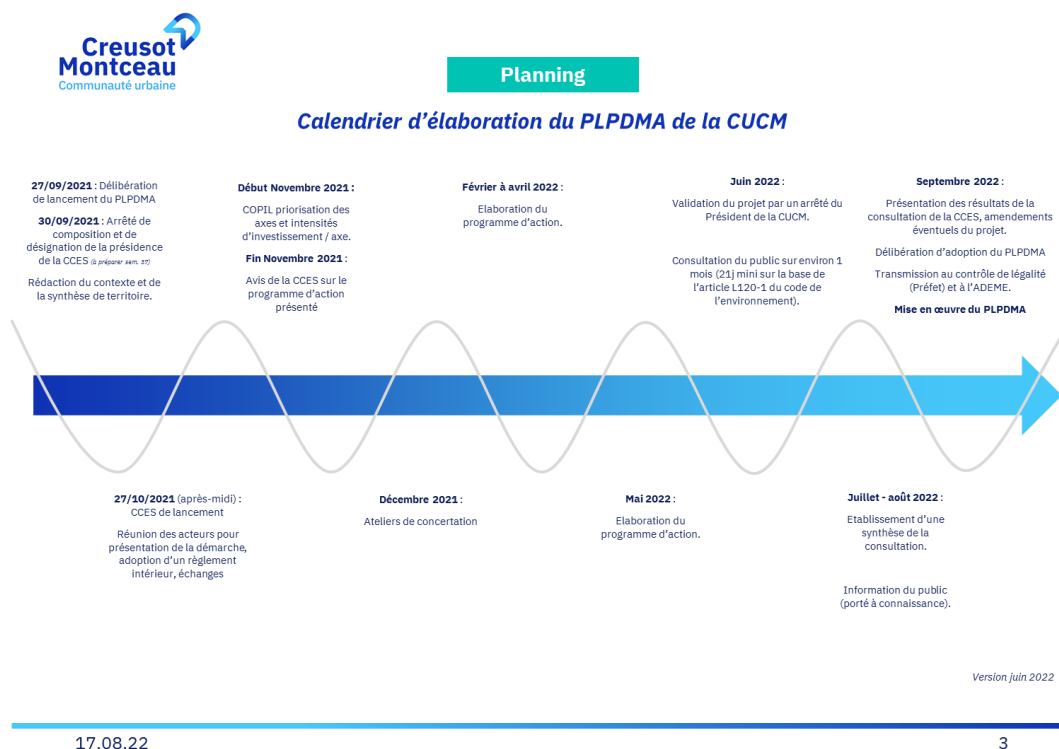 Creusot
Montceau
Communauté urbaine
Planning
Calendrier d’élaboration du PLPDMA de la CUCM
27/09/2021 : Délibération
de lancement du PLPDMA
30/09/2021 : Arrêté de
composition et de
désignation de la présidence
de la CCES (à préparer sem. 37)
Rédaction du contexte et de
la synthèse de territoire.
Début Novembre 2021 :
COPIL priorisation des
axes et intensités
d’investissement / axe.
Fin Novembre 2021 :
Avis de la CCES sur le
programme d’action
présenté
Février à avril 2022 :
Elaboration du
programme d’action.
Juin 2022 :
Validation du projet par un arrêté du
Président de la CUCM.
Consultation du public sur environ 1
mois (21j mini sur la base de
l’article L120-1 du code de
l’environnement).
Septembre 2022 :
Présentation des résultats de la
consultation de la CCES, amendements
éventuels du projet.
Délibération d’adoption du PLPDMA
Transmission au contrôle de légalité
(Préfet) et à l’ADEME.
Mise en œuvre du PLPDMA
27/10/2021 (après-midi) :
CCES de lancement
Réunion des acteurs pour
présentation de la démarche,
adoption d’un règlement
intérieur, échanges
Décembre 2021 :
Ateliers de concertation
Mai 2022 :
Elaboration du
programme d’action.
Juillet - août 2022 :
Etablissement d’une
synthèse de la
consultation.
Information du public
(porté à connaissance).
Version juin 2022
17.08.22
3